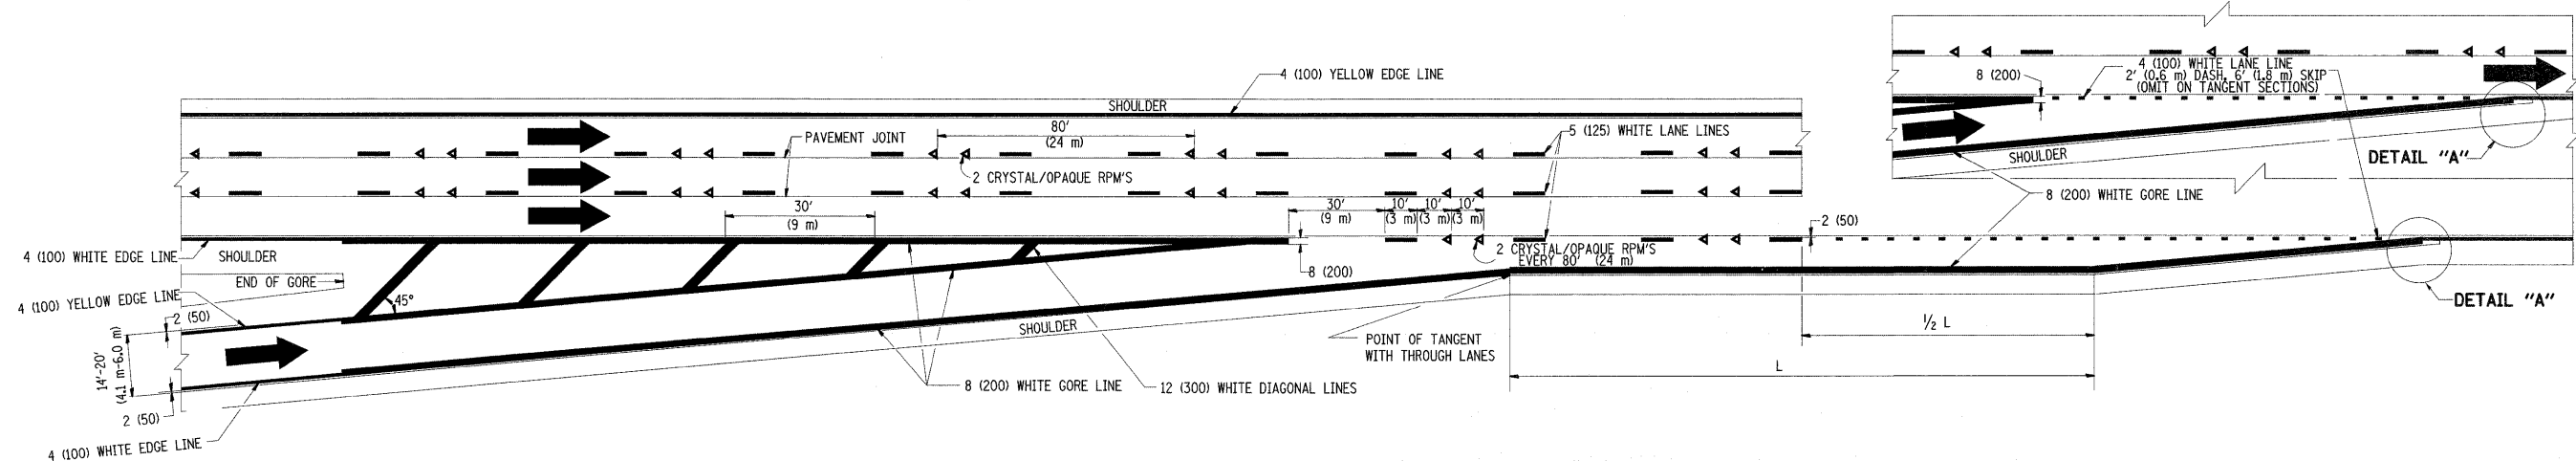 4 (100) YELLOW EDGE LINE
SHOULDER
80'
(24 m)
PAVEMENT JOINT
5 (125) WHITE LANE LINES
2 CRYSTAL/OPAQUE RPM'S
30'
(9 m)
30'
(9 m)
10'
(3 m)
10'
(3 m)
10'
(3 m)
4 (100) WHITE EDGE LINE
SHOULDER
END OF GORE
4 (100) YELLOW EDGE LINE
2 (50)
45°
8 (200)
2 CRYSTAL/OPAQUE RPM'S
EVERY 80' (24 m)
2 (50)
14'-20'
(4.1 m-6.0 m)
2 (50)
4 (100) WHITE EDGE LINE
SHOULDER
8 (200) WHITE GORE LINE
12 (300) WHITE DIAGONAL LINES
POINT OF TANGENT
WITH THROUGH LANES
½ L
L
8 (200)
4 (100) WHITE LANE LINE
2' (0.6 m) DASH, 6' (1.8 m) SKIP
(OMIT ON TANGENT SECTIONS)
SHOULDER
DETAIL "A"
8 (200) WHITE GORE LINE
DETAIL "A"